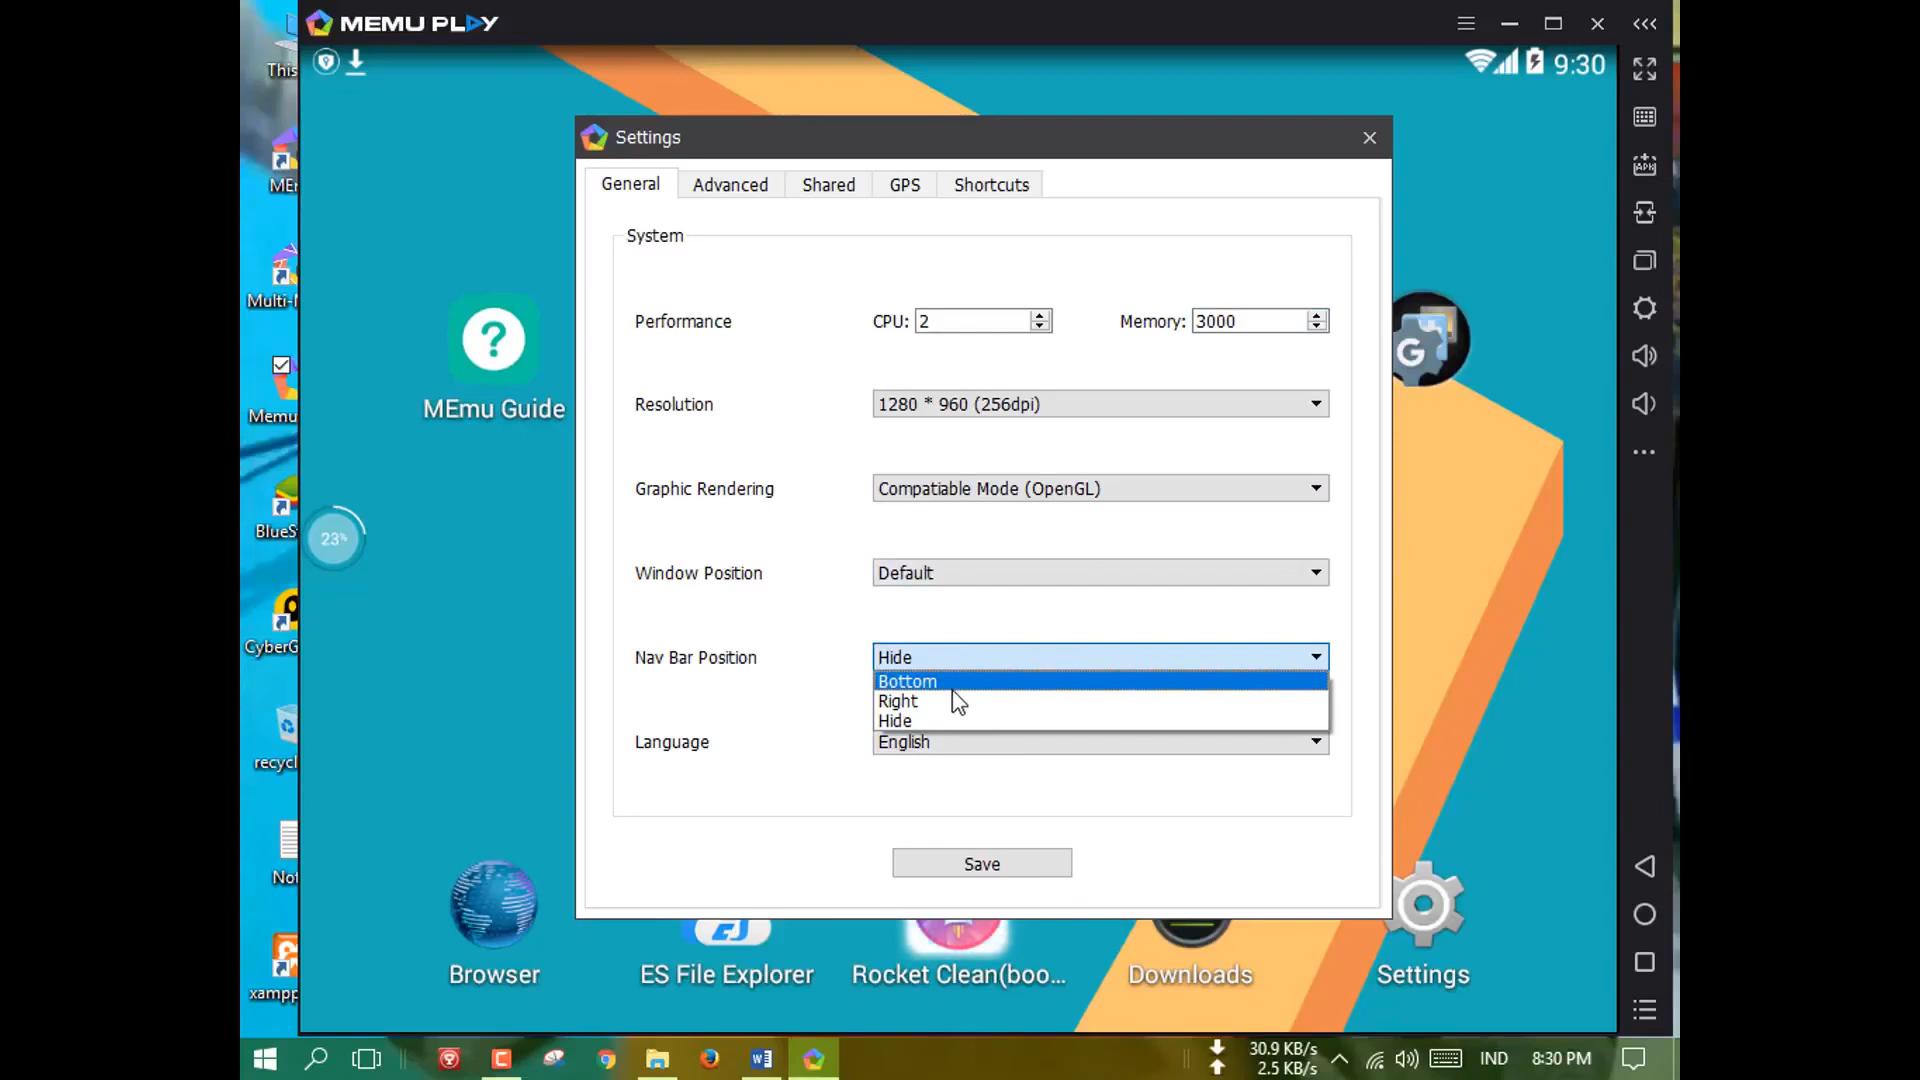 MEMU PLAY
This
9:30
Settings
General
Advanced
Shared
GPS
Shortcuts
System
Performance
CPU: 2
Memory: 3000
Resolution
1280 * 960 (256dpi)
Graphic Rendering
Compatiable Mode (OpenGL)
Window Position
Default
Nav Bar Position
Hide
Bottom
Right
Hide
Language
English
Save
MEmu Guide
23%
G
APK
Multi-
Memu
BlueS
CyberG
recycl
Not
xampp
Browser
ES File Explorer
Rocket Clean(boo...
Downloads
Settings
30.9 KB/s
2.5 KB/s
IND
8:30 PM